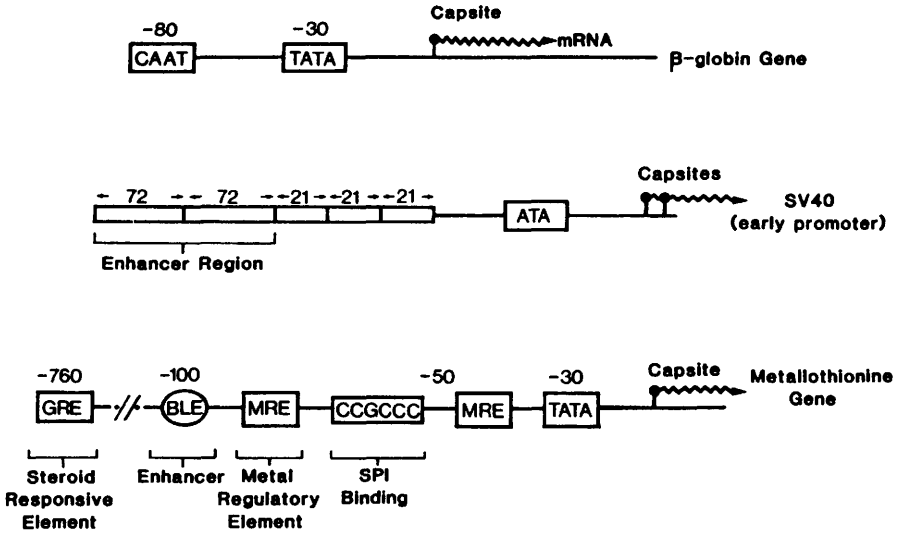 Capsite
-80
-30
CAAT
TATA
mRNA
β-globin Gene
Capsites
72
72
21
21
21
ATA
SV40
(early promoter)
Enhancer Region
-760
-100
-50
-30
Capsite
Metallothionine
Gene
GRE
BLE
MRE
CCGCCC
MRE
TATA
Steroid
Responsive
Element
Enhancer
Metal
Regulatory
Element
SPI
Binding